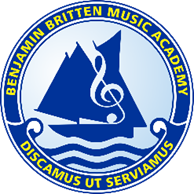 BENJAMIN BRITTEN MUSIC ACADEMY
DISCAMUS UT SERVIAMUS